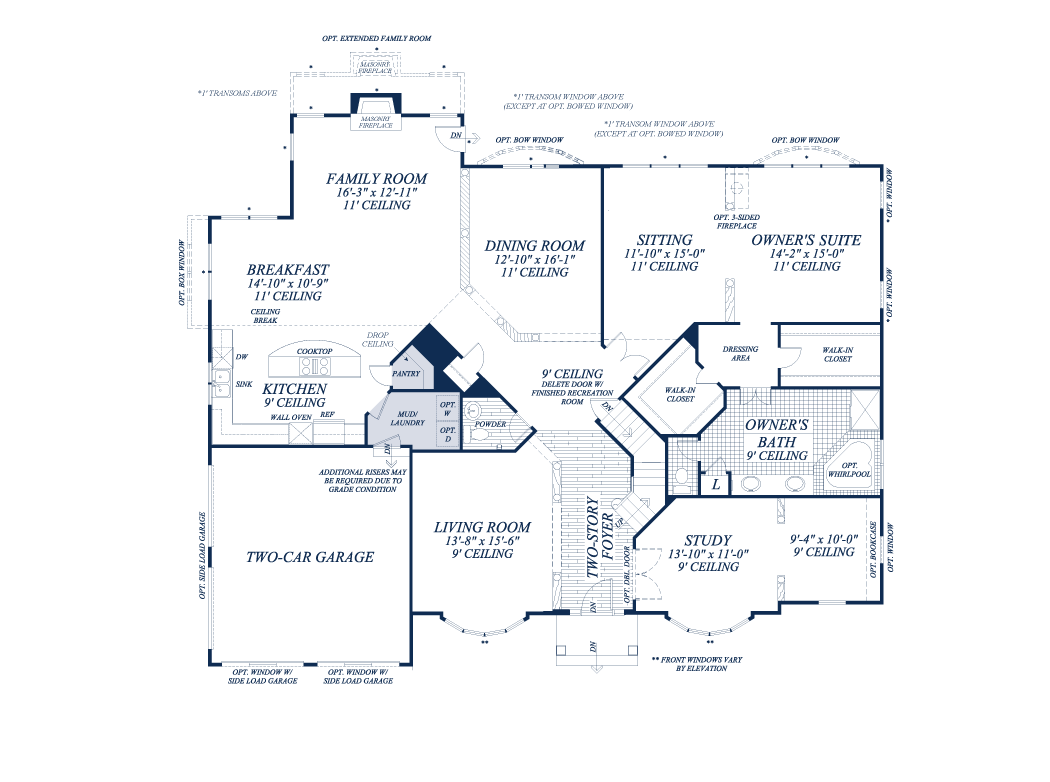 OPT. EXTENDED FAMILY ROOM
MASONRY
FIREPLACE
*1' TRANSOMS ABOVE
MASONRY
FIREPLACE
DN
*1' TRANSOM WINDOW ABOVE
(EXCEPT AT OPT. BOWED WINDOW)
*1' TRANSOM WINDOW ABOVE
(EXCEPT AT OPT. BOWED WINDOW)
OPT. BOW WINDOW
OPT. BOW WINDOW
FAMILY ROOM
16'-3" x 12'-11"
11' CEILING
* OPT. WINDOW
OPT. 3-SIDED
FIREPLACE
DINING ROOM
12'-10" x 16'-1"
11' CEILING
SITTING
11'-10" x 15'-0"
11' CEILING
OWNER'S SUITE
14'-2" x 15'-0"
11' CEILING
OPT. BOX WINDOW
BREAKFAST
14'-10" x 10'-9"
11' CEILING
* OPT. WINDOW
CEILING
BREAK
DROP
CEILING
COOKTOP
DW
SINK
KITCHEN
9' CEILING
WALL OVEN
REF
PANTRY
MUD/
LAUNDRY
OPT.
W
OPT.
D
POWDER
9' CEILING
DELETE DOOR W/
FINISHED RECREATION
ROOM
DN
DRESSING
AREA
WALK-IN
CLOSET
WALK-IN
CLOSET
OWNER'S
BATH
9' CEILING
OPT.
WHIRLPOOL
L
DN
ADDITIONAL RISERS MAY
BE REQUIRED DUE TO
GRADE CONDITION
OPT. SIDE LOAD GARAGE
TWO-CAR GARAGE
LIVING ROOM
13'-8" x 15'-6"
9' CEILING
TWO-STORY
FOYER
UP
OPT. DBL. DOOR
STUDY
13'-10" x 11'-0"
9' CEILING
9'-4" x 10'-0"
9' CEILING
OPT. BOOKCASE
OPT. WINDOW
DN
DN
**
**
** FRONT WINDOWS VARY
BY ELEVATION
OPT. WINDOW W/
SIDE LOAD GARAGE
OPT. WINDOW W/
SIDE LOAD GARAGE